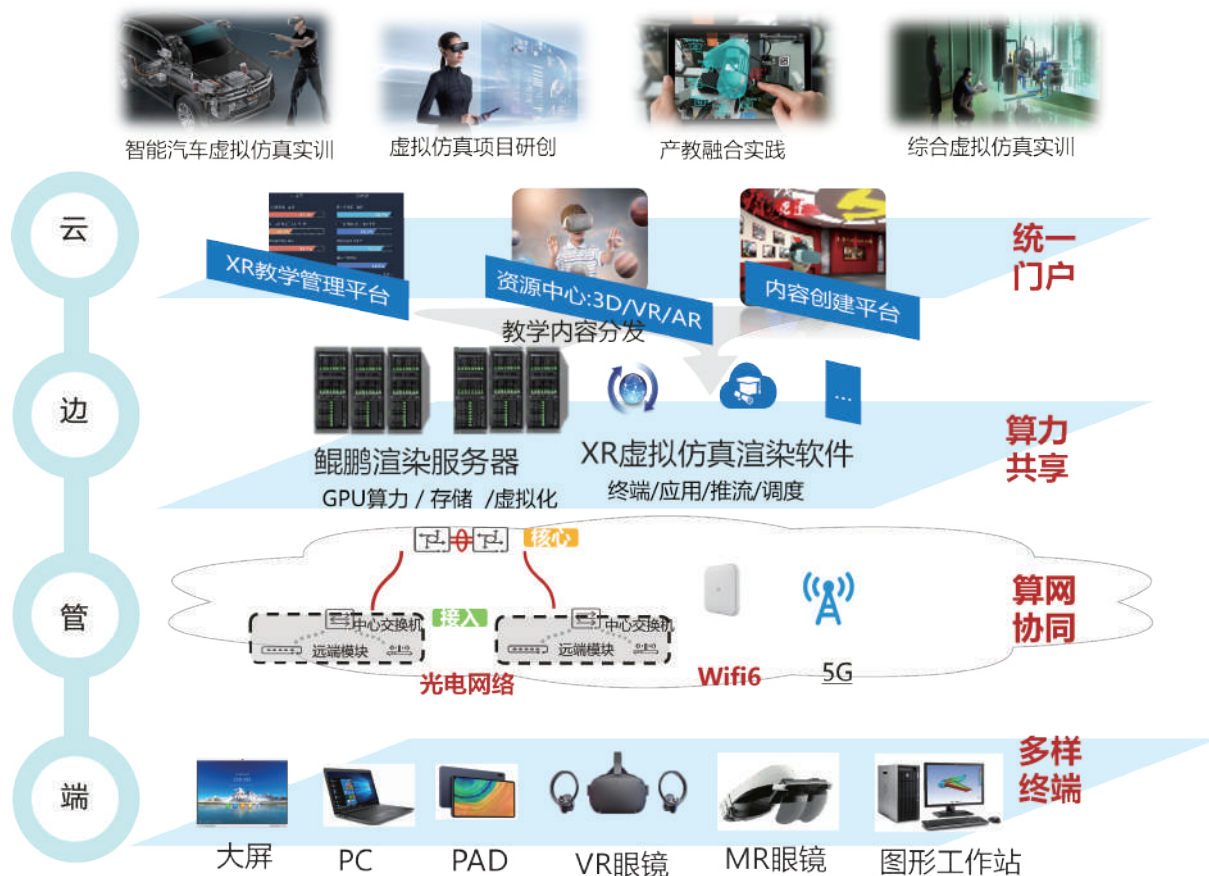 智能汽车虚拟仿真实训
虚拟仿真项目研创
产教融合实践
综合虚拟仿真实训
云
XR教学管理平台
资源中心:3D/VR/AR
内容创建平台
统一
门户
教学内容分发
边
...
鲲鹏渲染服务器
XR虚拟仿真渲染软件
GPU算力 / 存储 /虚拟化
终端/应用/推流/调度
算力
共享
核心
管
接入
中心交换机
远端模块
中心交换机
远端模块
光电网络
Wifi6
5G
算网
协同
端
多样
终端
大屏
PC
PAD
VR眼镜
MR眼镜
图形工作站